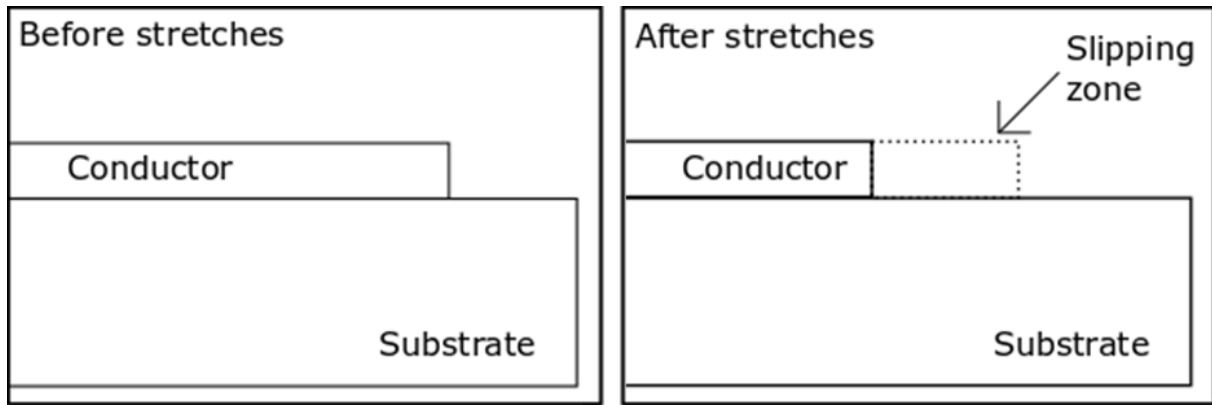 Before stretches
Conductor
Substrate
After stretches
Slipping
zone
Conductor
Substrate